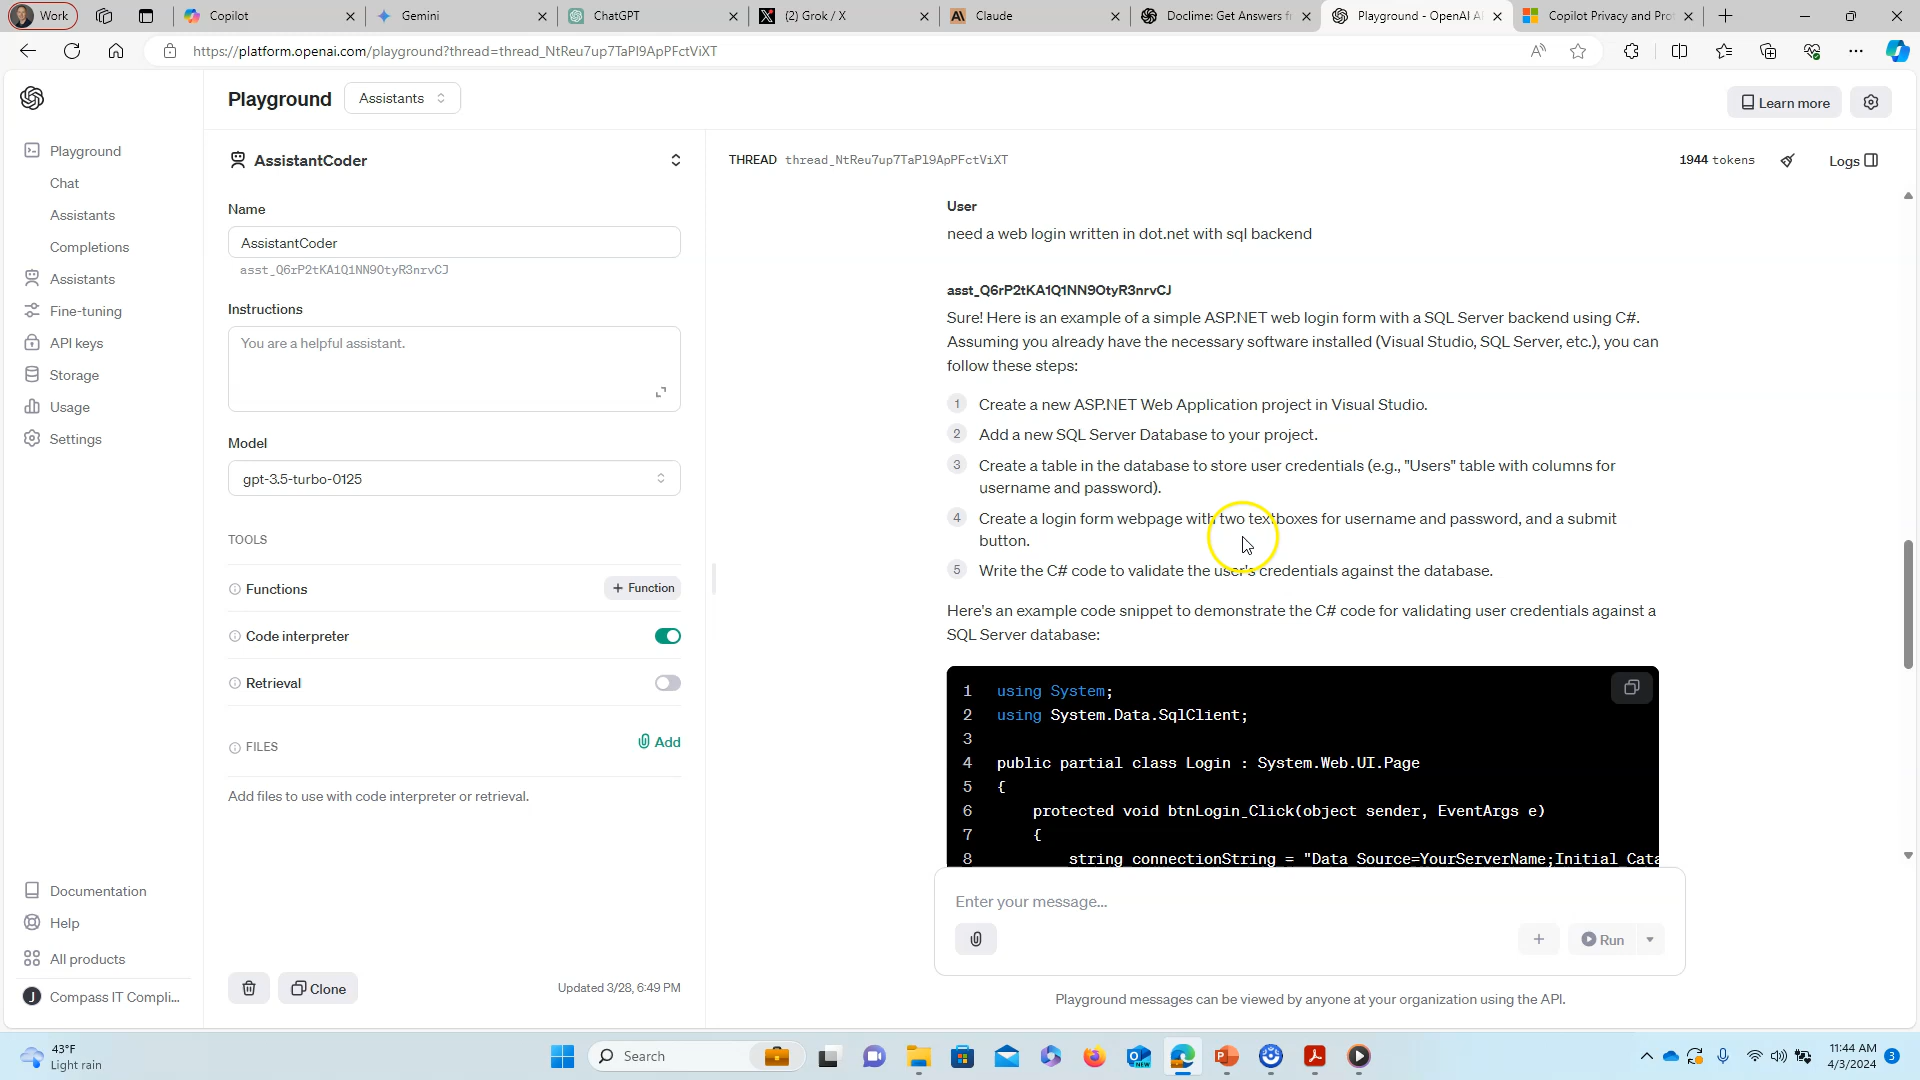 Work
Copilot
Gemini
ChatGPT
(2) Grok / X
Claude
Doclime: Get Answers fr
Playground - OpenAI AI
Copilot Privacy and Prot
https://platform.openai.com/playground?thread=thread_NtReu7up7TaPl9ApPFctViXT
Playground
Assistants
Learn more
Playground
Chat
Assistants
Completions
Assistants
Fine-tuning
API keys
Storage
Usage
Settings
Documentation
Help
All products
Compass IT Compli...
AssistantCoder
Name
AssistantCoder
asst_Q6rP2tKA1Q1NN9OtyR3nrvCJ
Instructions
You are a helpful assistant.
Model
gpt-3.5-turbo-0125
TOOLS
Functions
+ Function
Code interpreter
Retrieval
FILES
Add
Add files to use with code interpreter or retrieval.
Clone
Updated 3/28, 6:49 PM
THREAD thread_NtReu7up7TaPl9ApPFctViXT
1944 tokens
Logs
User
need a web login written in dot.net with sql backend
asst_Q6rP2tKA1Q1NN9OtyR3nrvCJ
Sure! Here is an example of a simple ASP.NET web login form with a SQL Server backend using C#.
Assuming you already have the necessary software installed (Visual Studio, SQL Server, etc.), you can
follow these steps:
1 Create a new ASP.NET Web Application project in Visual Studio.
2 Add a new SQL Server Database to your project.
3 Create a table in the database to store user credentials (e.g., "Users" table with columns for
username and password).
4 Create a login form webpage with two textboxes for username and password, and a submit
button.
5 Write the C# code to validate the user's credentials against the database.
Here's an example code snippet to demonstrate the C# code for validating user credentials against a
SQL Server database:
1 using System;
2 using System.Data.SqlClient;
3
4 public partial class Login : System.Web.UI.Page
5 {
6 protected void btnLogin_Click(object sender, EventArgs e)
7 {
8 string connectionString = "Data Source=YourServerName;Initial Cata
Enter your message...
Run
Playground messages can be viewed by anyone at your organization using the API.
43°F
Light rain
Search
11:44 AM
4/3/2024
3